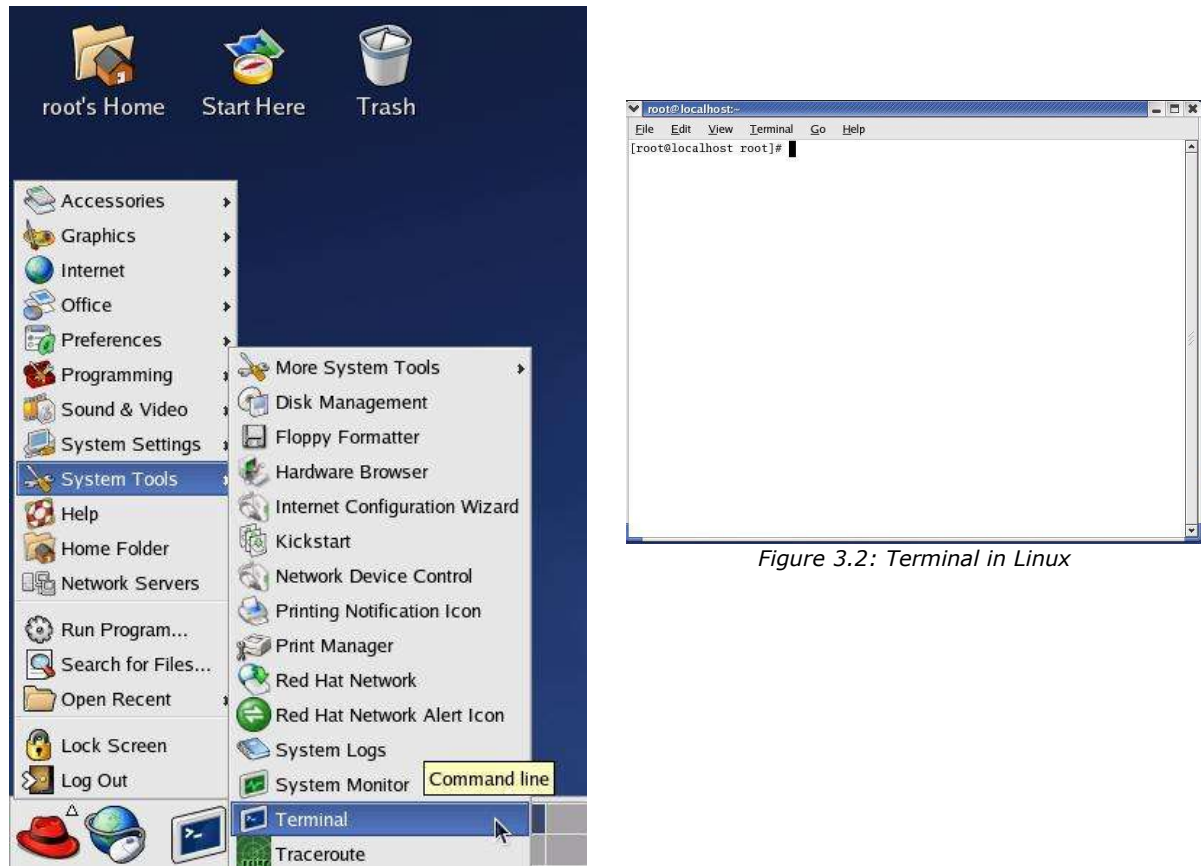 root's Home
Start Here
Trash
Accessories
Graphics
Internet
Office
Preferences
Programming
Sound & Video
System Settings
System Tools
Help
Home Folder
Network Servers
Run Program...
Search for Files...
Open Recent
Lock Screen
Log Out
More System Tools
Disk Management
Floppy Formatter
Hardware Browser
Internet Configuration Wizard
Kickstart
Network Device Control
Printing Notification Icon
Print Manager
Red Hat Network
Red Hat Network Alert Icon
System Logs
System Monitor
Command line
Terminal
Traceroute
root@localhost:~
File Edit View Terminal Go Help
[root@localhost root]#
Figure 3.2: Terminal in Linux